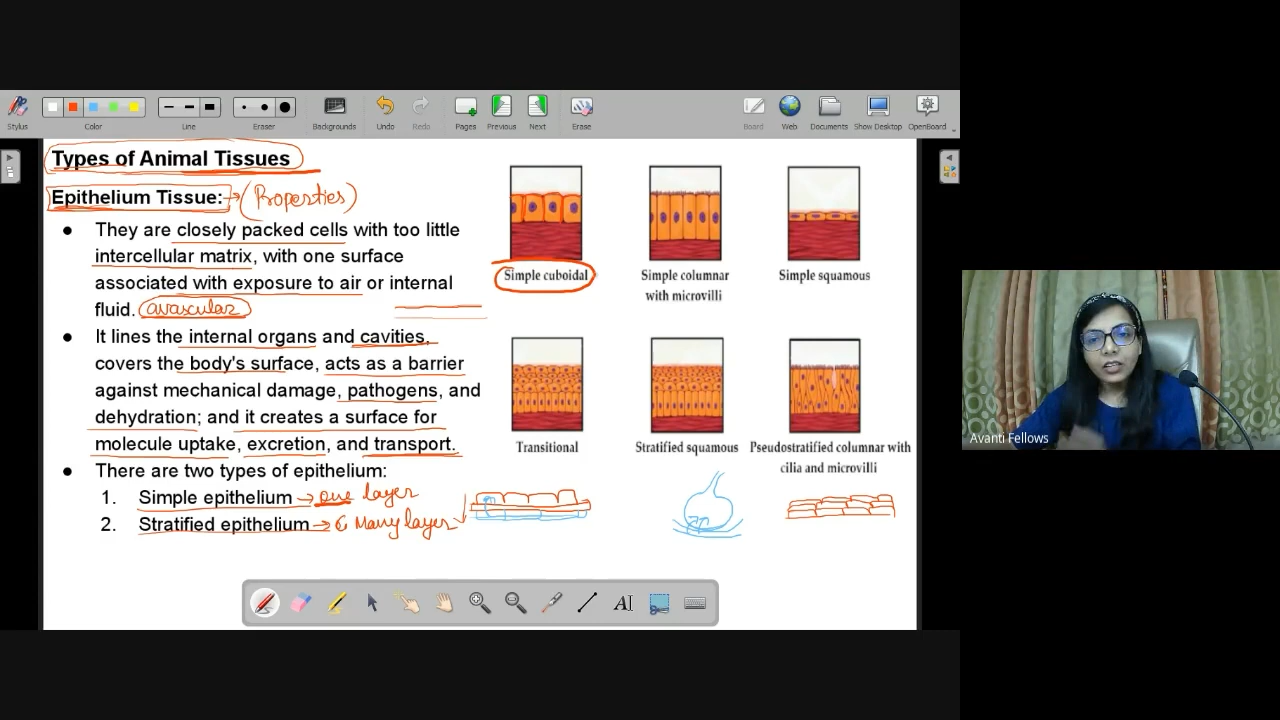 Stylus Color Line Eraser Backgrounds Undo Redo Pages Previous Next Erase Board Web Documents Show Desktop OpenBoard
Types of Animal Tissues
Epithelium Tissue: → (Properties)
● They are closely packed cells with too little
intercellular matrix, with one surface
associated with exposure to air or internal
fluid. avascular
● It lines the internal organs and cavities,
covers the body's surface, acts as a barrier
against mechanical damage, pathogens, and
dehydration; and it creates a surface for
molecule uptake, excretion, and transport.
● There are two types of epithelium:
1. Simple epithelium → one layer
2. Stratified epithelium → Many layer
Simple cuboidal
Simple columnar
with microvilli
Simple squamous
Transitional
Stratified squamous
Pseudostratified columnar with
cilia and microvilli
AI
Avanti Fellows